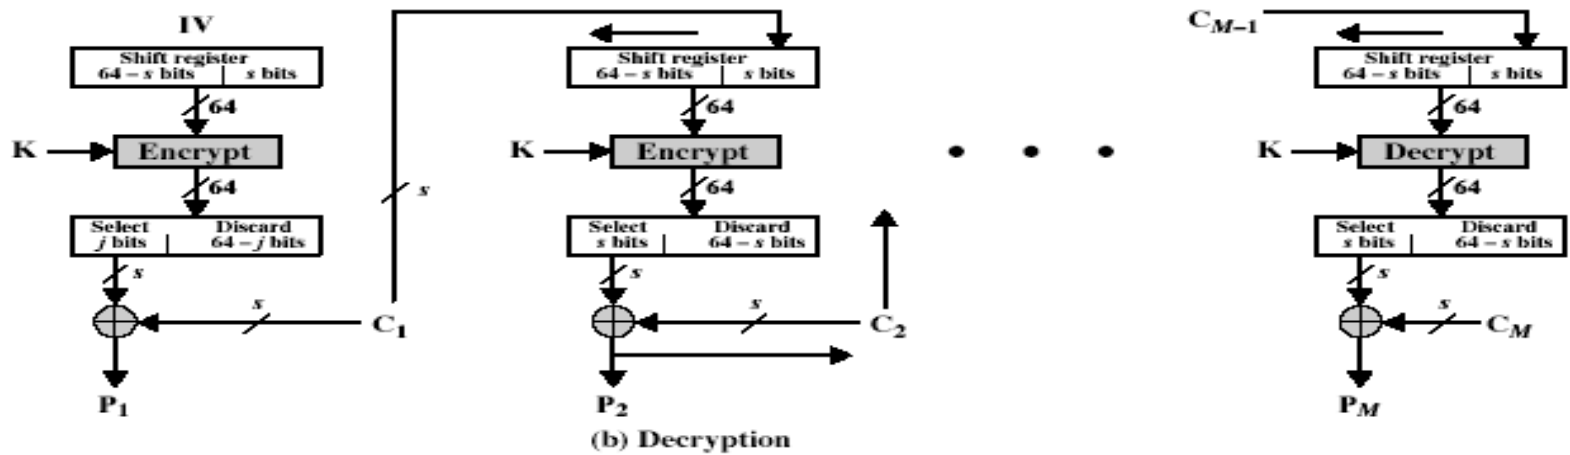 IV
Shift register
64 – s bits | s bits
64
K
Encrypt
64
Select Discard
j bits | 64 – j bits
s
s
C1
P1
s
Shift register
64 – s bits | s bits
64
K
Encrypt
64
Select Discard
s bits | 64 – s bits
s
s
C2
P2
• • •
CM–1
Shift register
64 – s bits | s bits
64
K
Decrypt
64
Select Discard
s bits | 64 – s bits
s
s
CM
PM
(b) Decryption